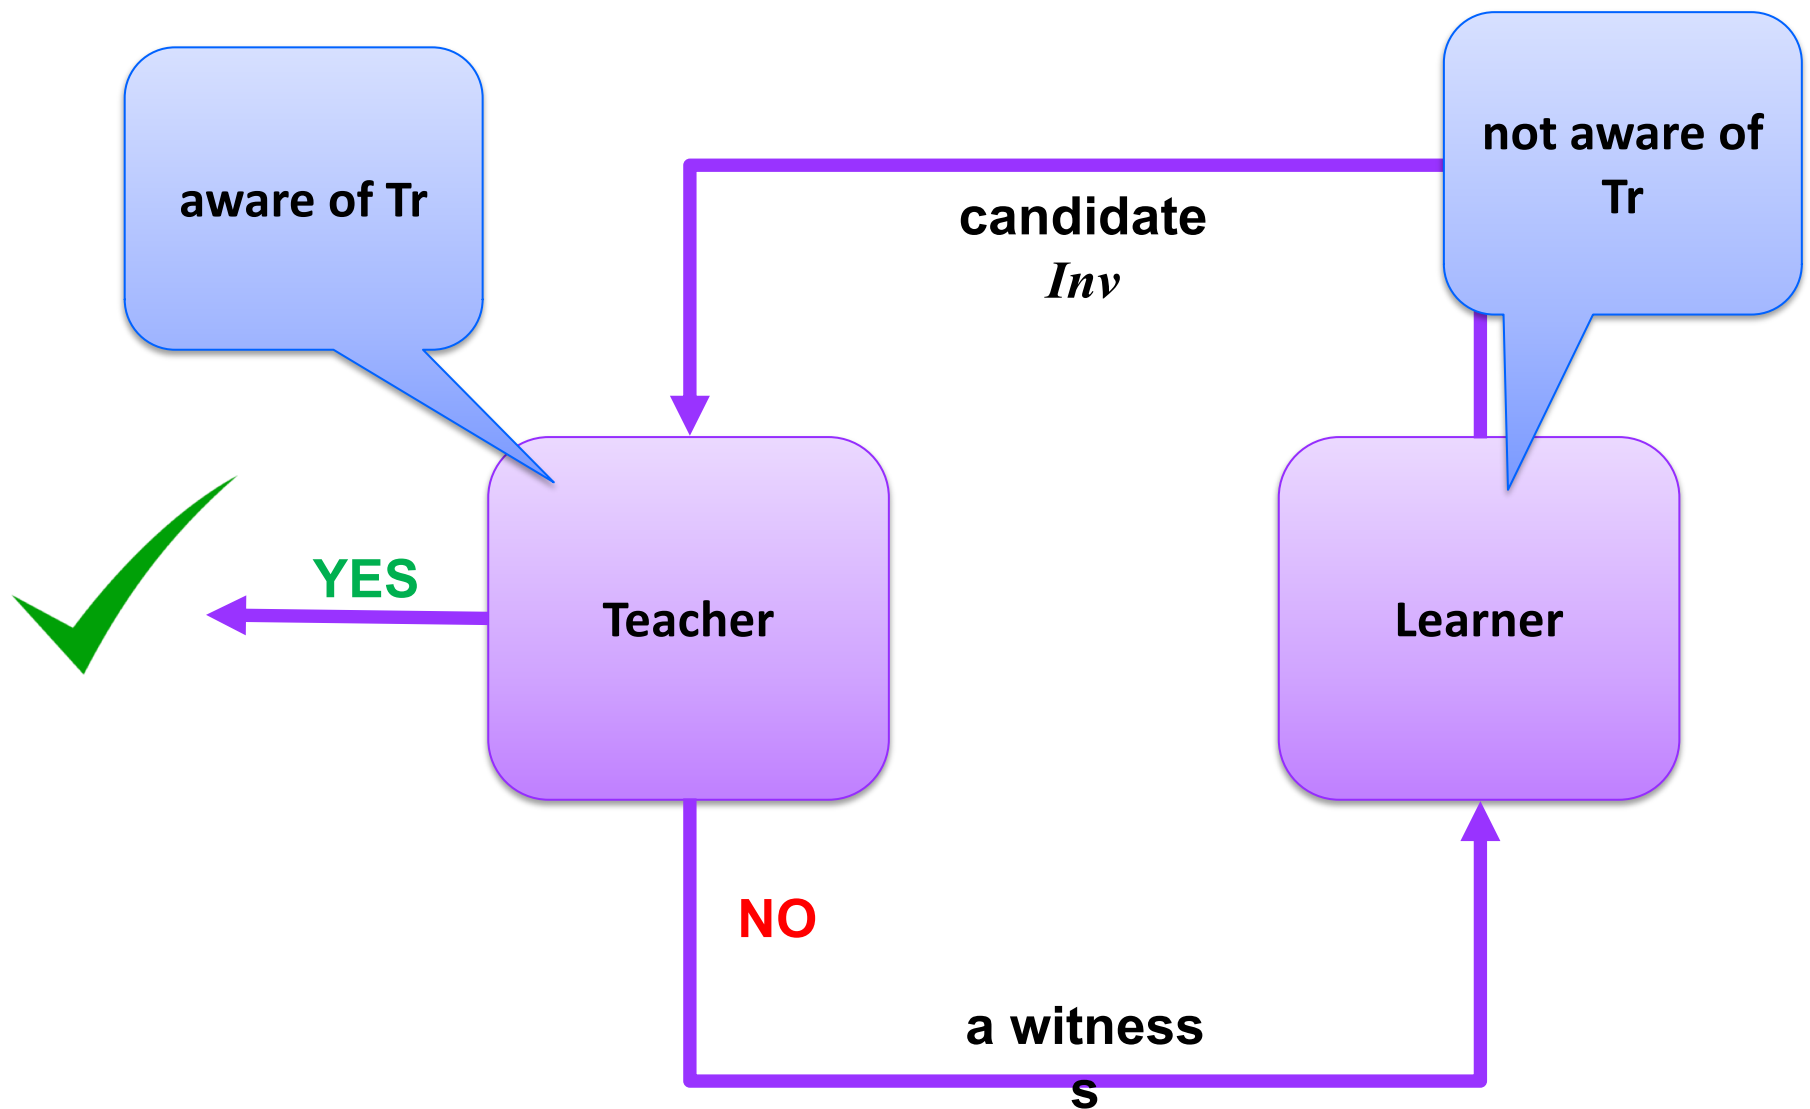 aware of Tr
not aware of
Tr
candidate
Inv
YES
Teacher
Learner
NO
a witness
s